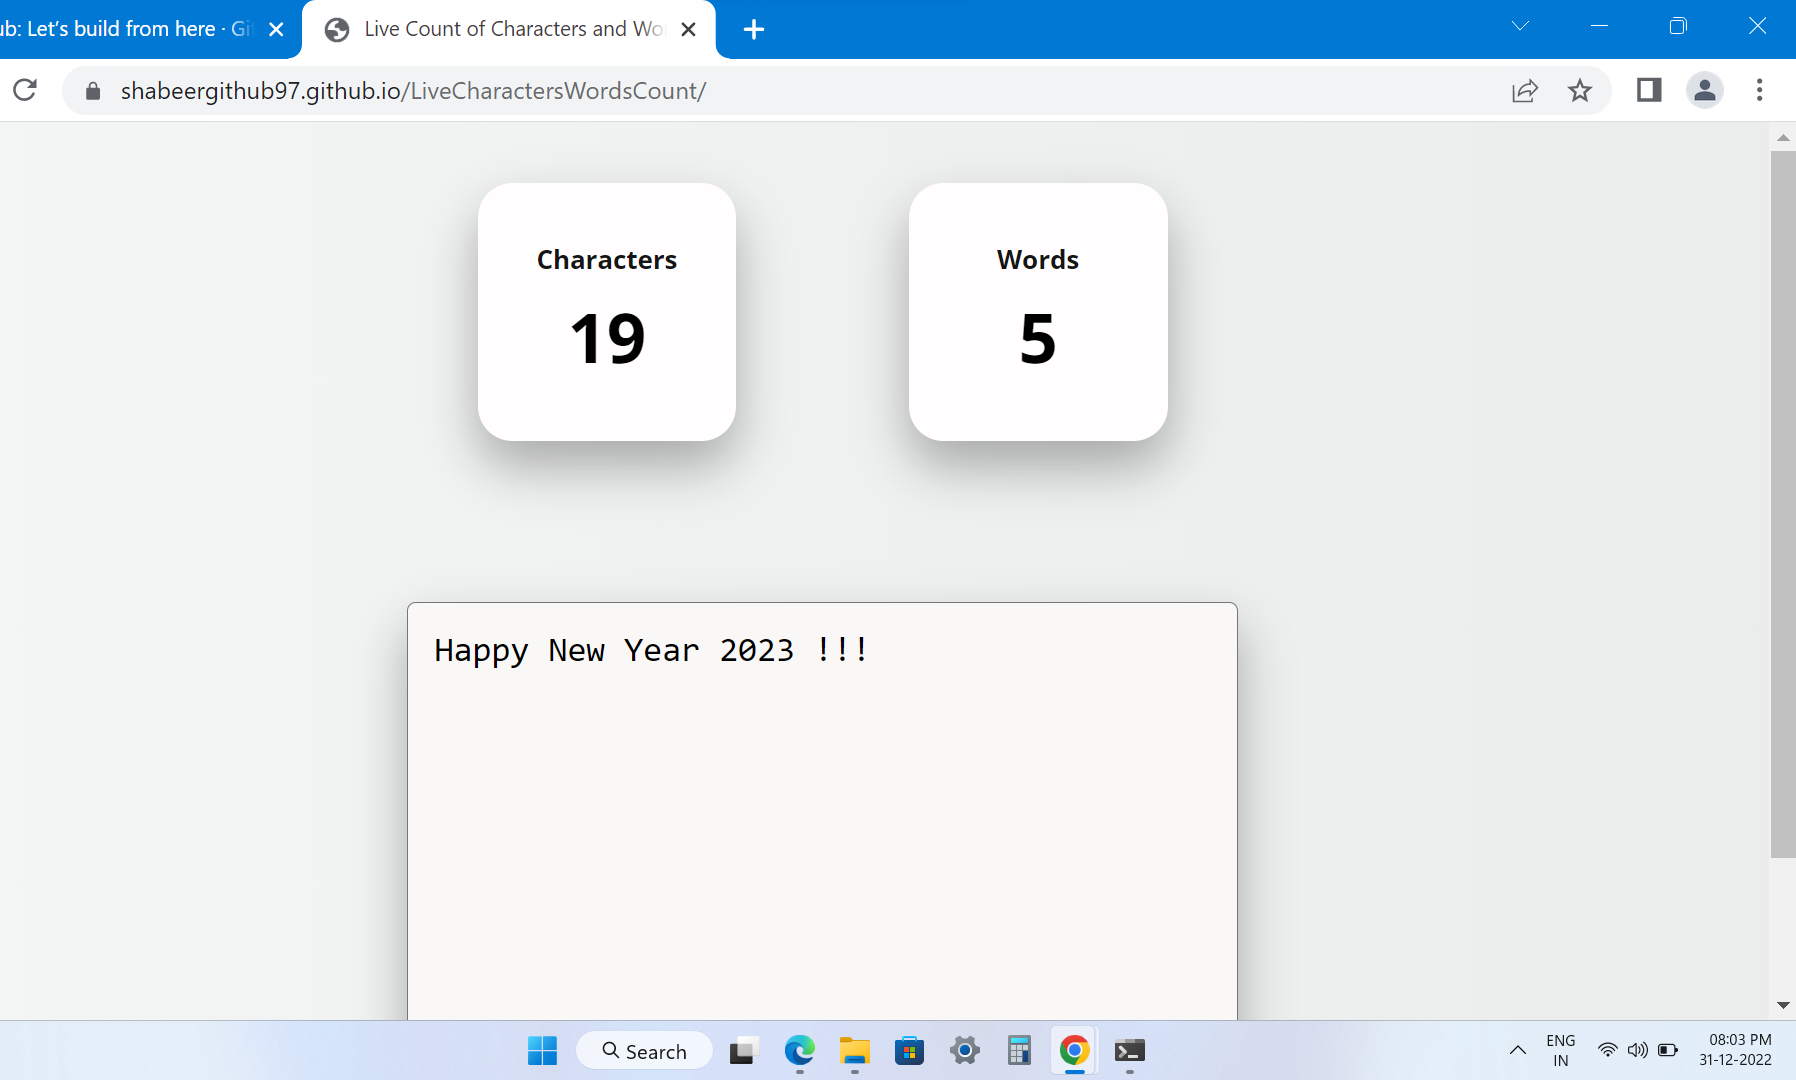 ub: Let's build from here · Gi
Live Count of Characters and Wo
shabeergithub97.github.io/LiveCharactersWordsCount/
Characters
19
Words
5
Happy New Year 2023 !!!
Search
ENG
IN
08:03 PM
31-12-2022